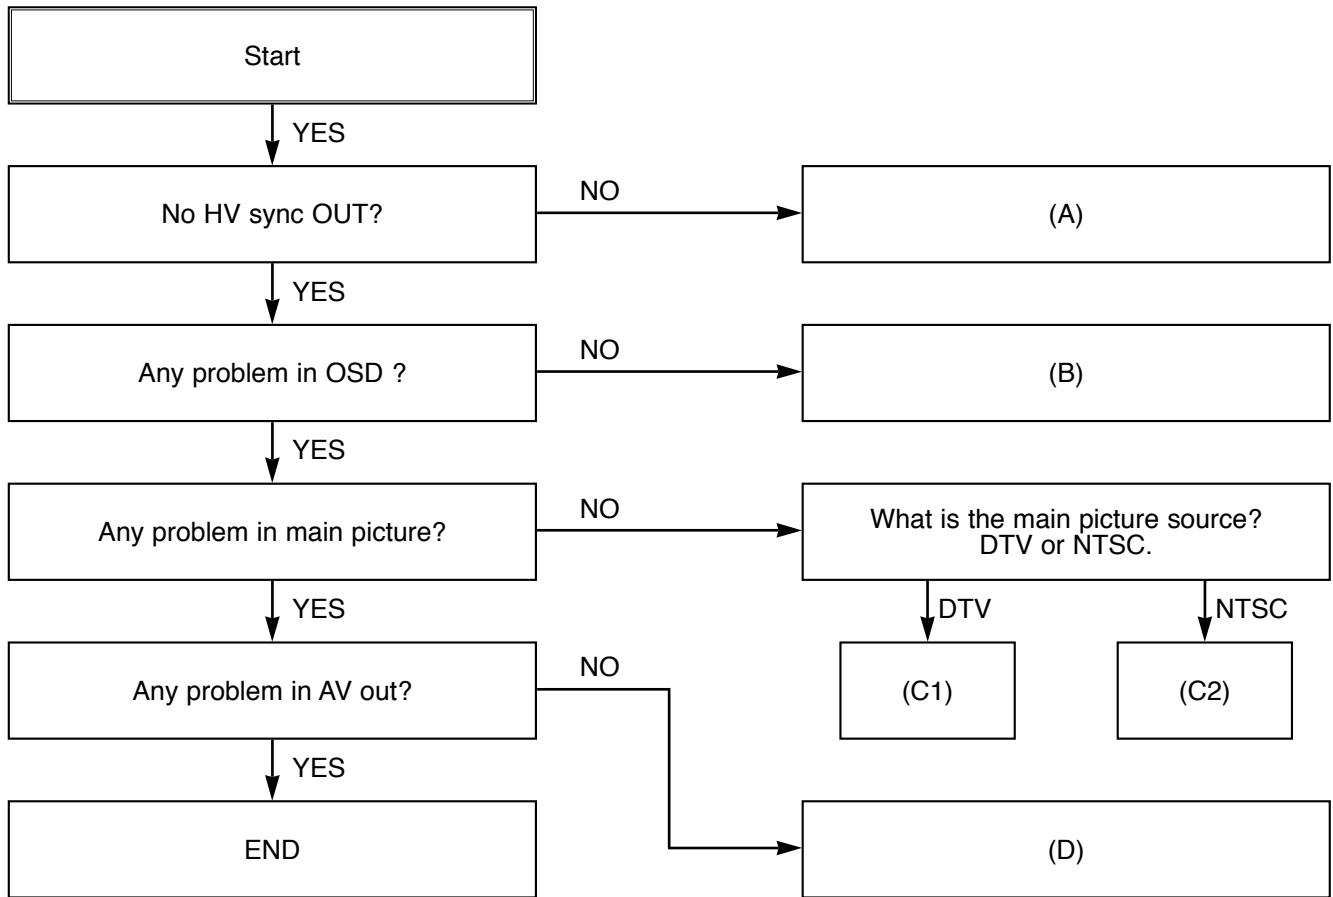 Start
YES
No HV sync OUT?
NO
(A)
YES
Any problem in OSD ?
NO
(B)
YES
Any problem in main picture?
NO
What is the main picture source?
DTV or NTSC.
YES
DTV
NTSC
Any problem in AV out?
NO
(C1)
(C2)
YES
END
(D)